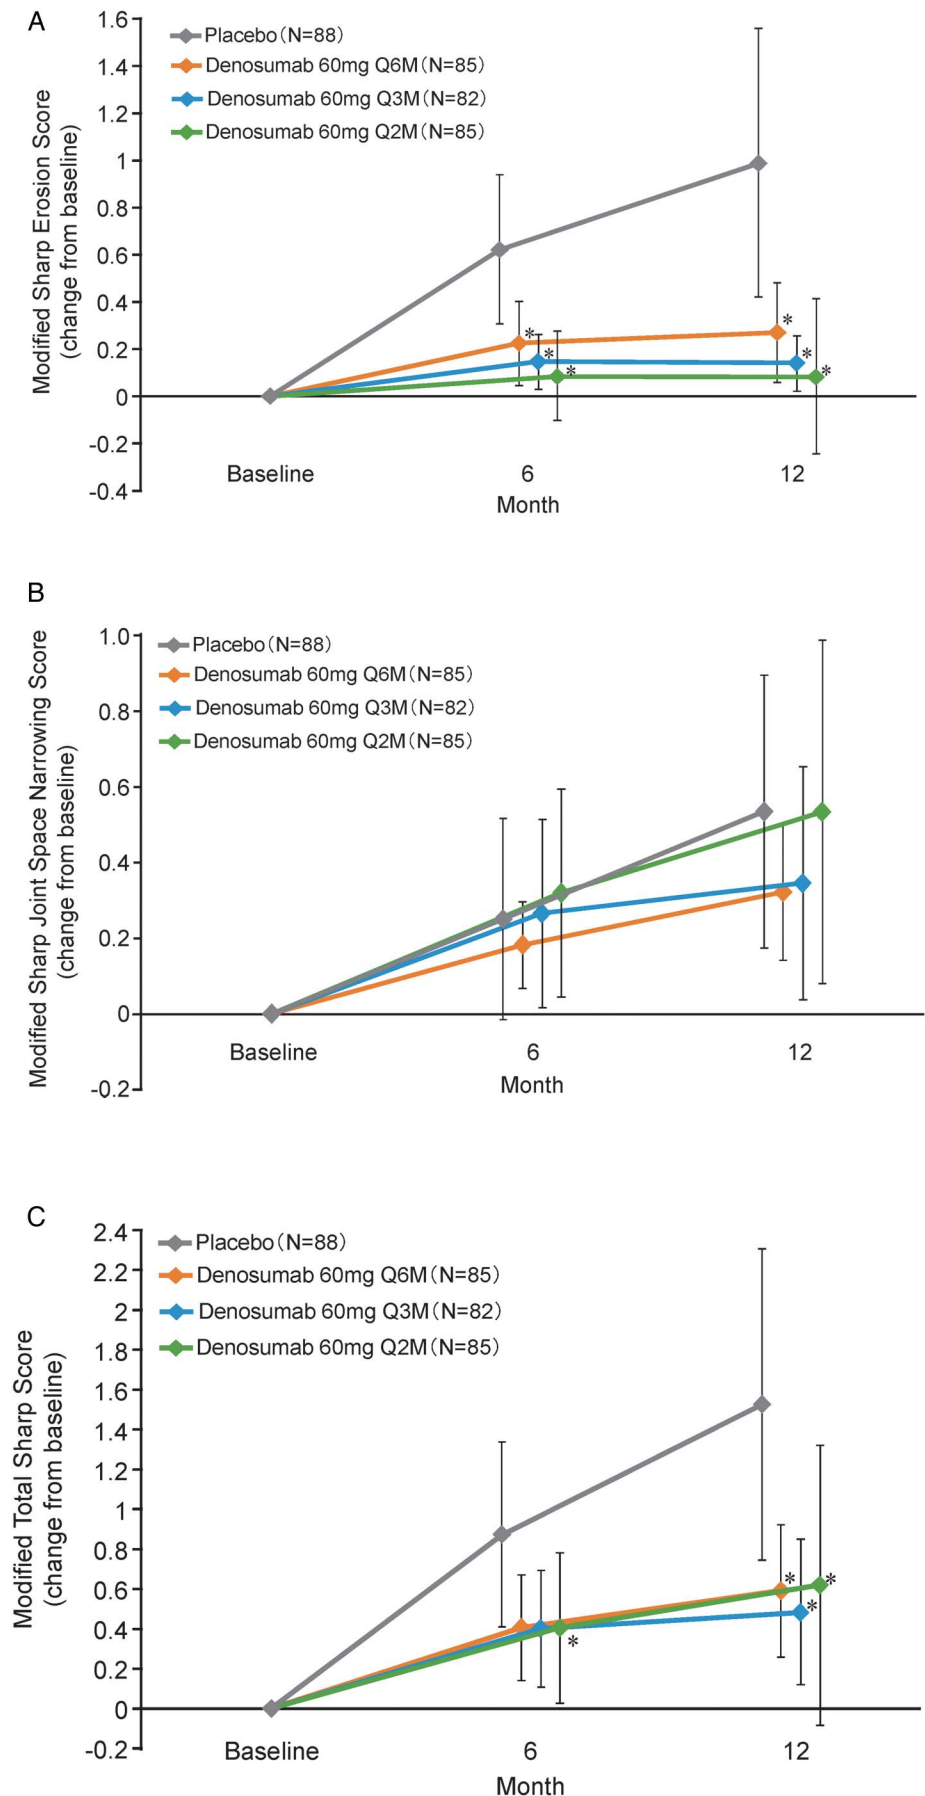 A
Modified Sharp Erosion Score
(change from baseline)
1.6
1.4
1.2
1
0.8
0.6
0.4
0.2
0
-0.2
-0.4
Placebo (N=88)
Denosumab 60mg Q6M (N=85)
Denosumab 60mg Q3M (N=82)
Denosumab 60mg Q2M (N=85)
*
*
*
*
*
*
Baseline 6 12
Month
B
Modified Sharp Joint Space Narrowing Score
(change from baseline)
1.0
0.8
0.6
0.4
0.2
0
-0.2
Placebo (N=88)
Denosumab 60mg Q6M (N=85)
Denosumab 60mg Q3M (N=82)
Denosumab 60mg Q2M (N=85)
Baseline 6 12
Month
C
Modified Total Sharp Score
(change from baseline)
2.4
2.2
2
1.8
1.6
1.4
1.2
1
0.8
0.6
0.4
0.2
0
-0.2
Placebo (N=88)
Denosumab 60mg Q6M (N=85)
Denosumab 60mg Q3M (N=82)
Denosumab 60mg Q2M (N=85)
*
*
*
*
Baseline 6 12
Month